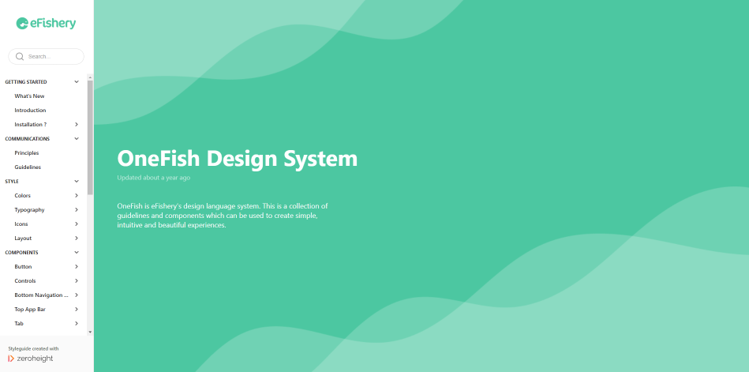 eFishery
Search...
GETTING STARTED
What's New
Introduction
Installation ?
COMMUNICATIONS
Principles
Guidelines
STYLE
Colors
Typography
Icons
Layout
COMPONENTS
Button
Controls
Bottom Navigation ...
Top App Bar
Tab
Styleguide created with
zeroheight
OneFish Design System
Updated about a year ago
OneFish is eFishery's design language system. This is a collection of
guidelines and components which can be used to create simple,
intuitive and beautiful experiences.